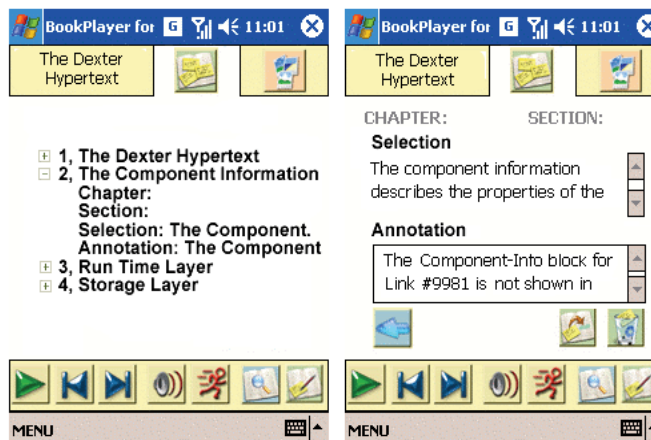 BookPlayer for G 11:01
The Dexter
Hypertext
1, The Dexter Hypertext
2, The Component Information
Chapter:
Section:
Selection: The Component.
Annotation: The Component
3, Run Time Layer
4, Storage Layer
MENU
BookPlayer for G 11:01
The Dexter
Hypertext
CHAPTER: SECTION:
Selection
The component information
describes the properties of the
Annotation
The Component-Into block for
Link #9981 is not shown in
MENU